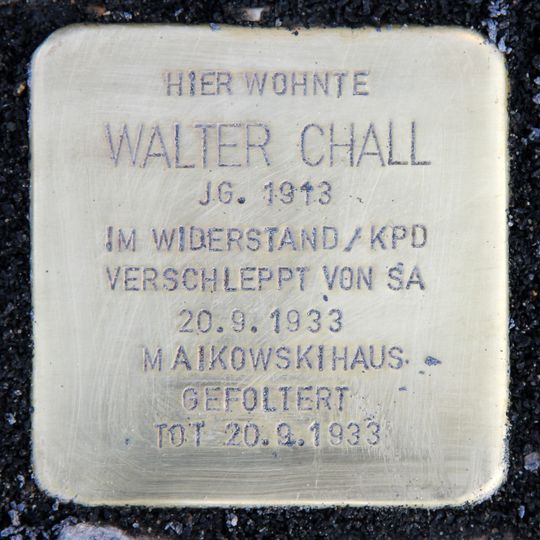 HIER WOHNTE
WALTER CHALL
JG. 1913
IM WIDERSTAND/KPD
VERSCHLEPPT VON SA
20.9.1933
MAIKOWSKIHAUS
GEFOLTERT
TOT 20.9.1933